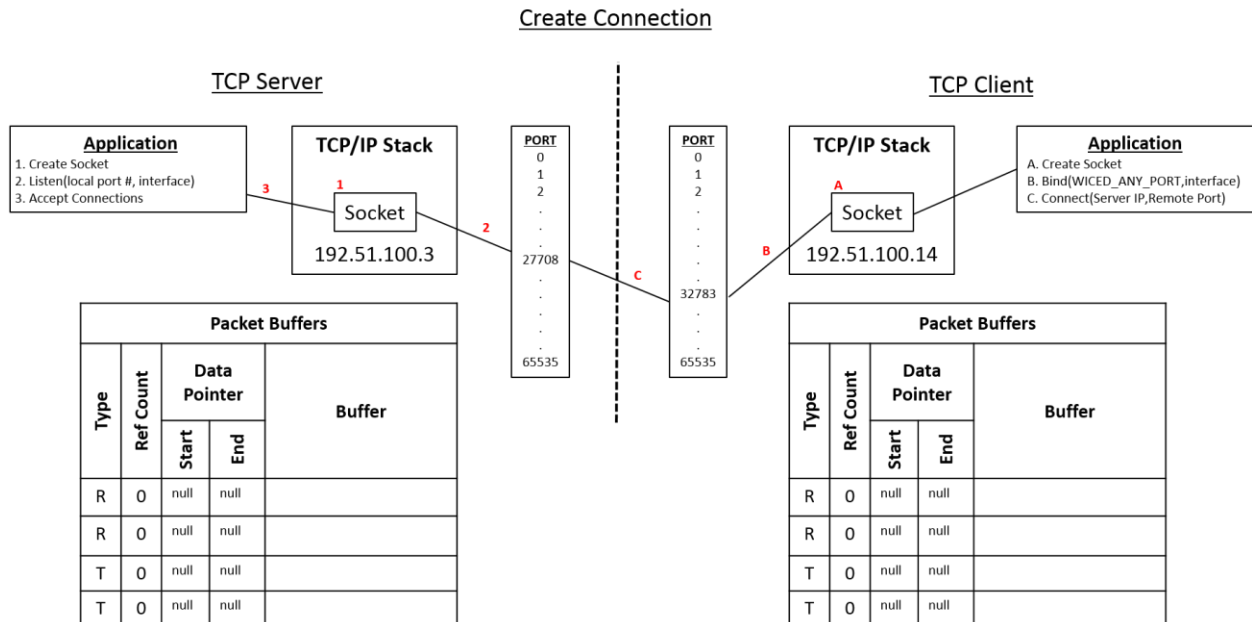 Create Connection
TCP Server
TCP Client
Application
1. Create Socket
2. Listen(local port #, interface)
3. Accept Connections
3
TCP/IP Stack
1
Socket
192.51.100.3
2
PORT
0
1
2
.
.
.
27708
.
.
.
.
65535
C
PORT
0
1
2
.
.
.
.
.
32783
.
.
.
65535
B
TCP/IP Stack
A
Socket
192.51.100.14
Application
A. Create Socket
B. Bind(WICED_ANY_PORT,interface)
C. Connect(Server IP,Remote Port)
Packet Buffers
Type Ref Count Data Pointer Buffer
Start End
R 0 null null
R 0 null null
T 0 null null
T 0 null null
Packet Buffers
Type Ref Count Data Pointer Buffer
Start End
R 0 null null
R 0 null null
T 0 null null
T 0 null null